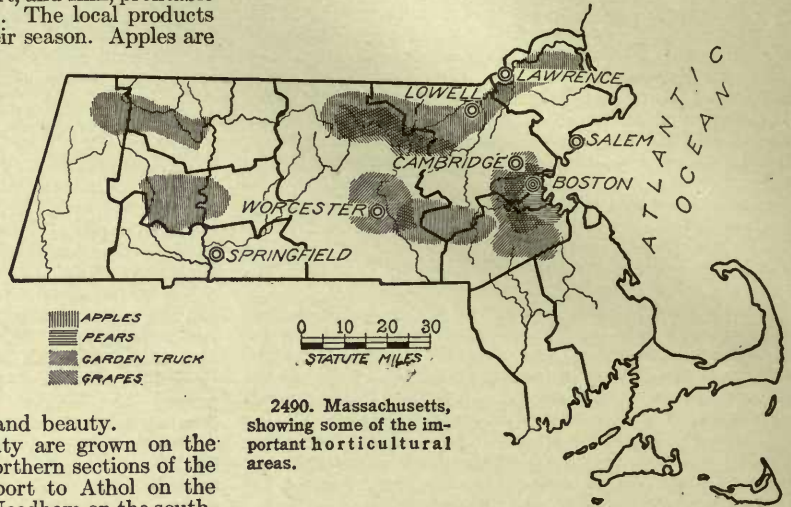 . The local products
eir season. Apples are
LAWRENCE
LOWELL
SALEM
CAMBRIDGE
BOSTON
WORCESTER
SPRINGFIELD
ATLANTIC
OCEAN
APPLES
PEARS
GARDEN TRUCK
GRAPES
0 10 20 30
STATUTE MILES
2490. Massachusetts,
showing some of the im-
portant horticultural
areas.
and beauty.
ity are grown on the
orthern sections of the
port to Athol on the